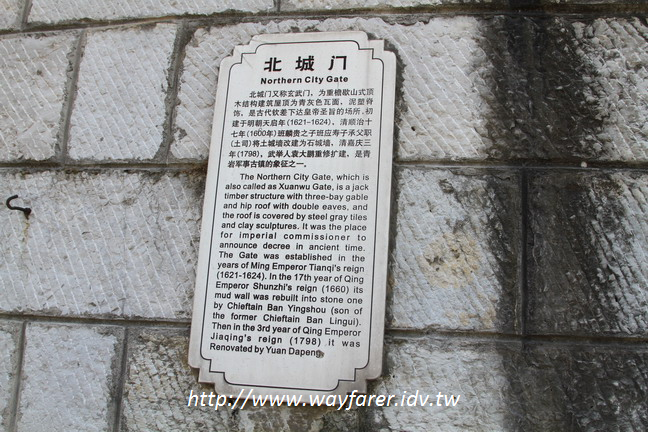 北城门
Northern City Gate
北城门又称玄武门，为重檐歇山式顶
木结构建筑屋顶为青灰色瓦面，泥塑脊
饰，是古代钦差下达皇帝圣旨的场所，初
建于明朝天启年(1621-1624)，清顺治十
七年(1600年)班麟贵之子班应寿子承父职
(土司)将土城墙改建为石城墙，清嘉庆三
年(1798)，武举人袁大鹏重修扩建，是青
岩军事古镇的象征之一。
The Northern City Gate, which is
also called as Xuanwu Gate, is a jack
timber structure with three-bay gable
and hip roof with double eaves, and
the roof is covered by steel gray tiles
and clay sculptures. It was the place
for imperial commissioner to
announce decree in ancient time.
The Gate was established in the
years of Ming Emperor Tianqi's reign
(1621-1624). In the 17th year of Qing
Emperor Shunzhi's reign (1660) its
mud wall was rebuilt into stone one
by Chieftain Ban Yingshou (son of
the former Chieftain Ban Lingui).
Then in the 3rd year of Qing Emperor
Jiaqing's reign (1798) it was
Renovated by Yuan Dapeng
http://www.wayfarer.idv.tw